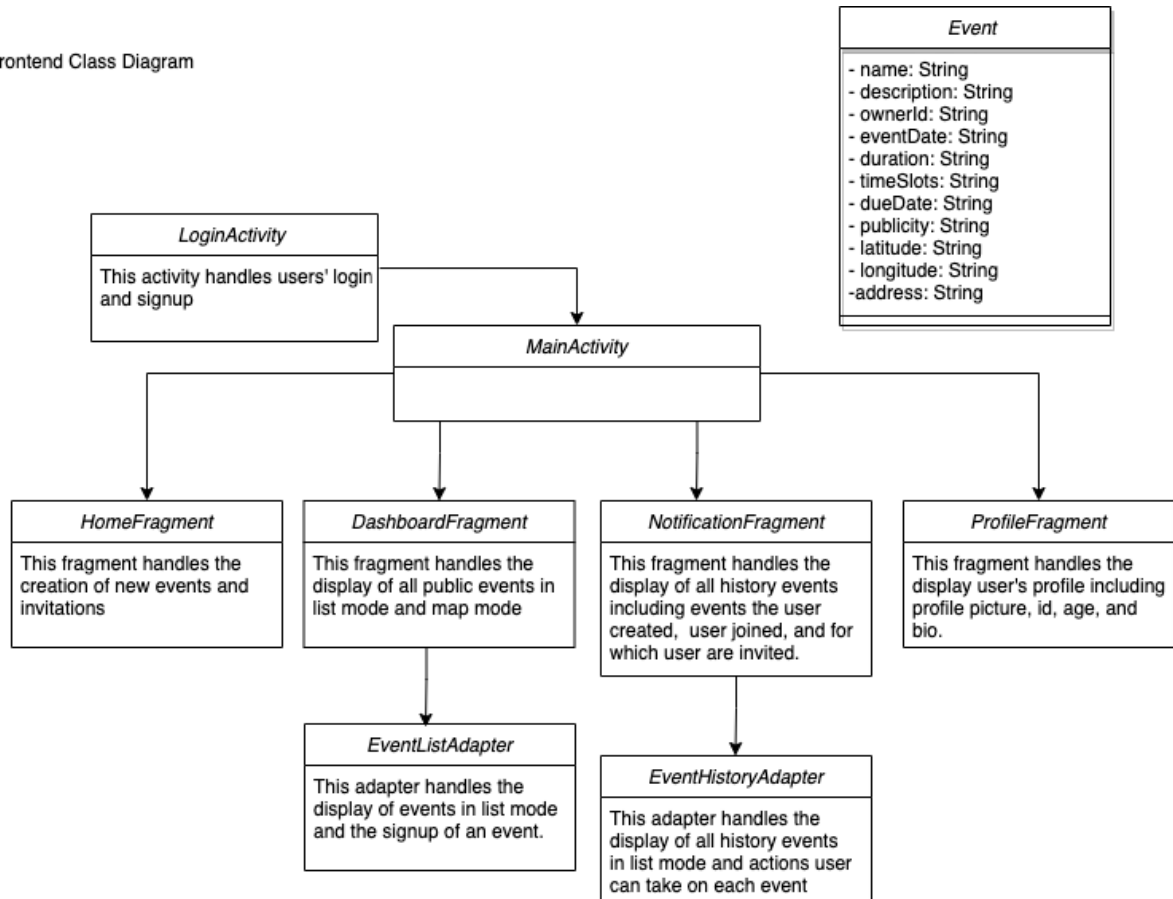 rontend Class Diagram
Event
- name: String
- description: String
- ownerId: String
- eventDate: String
- duration: String
- timeSlots: String
- dueDate: String
- publicity: String
- latitude: String
- longitude: String
-address: String
LoginActivity
This activity handles users' login
and signup
MainActivity
HomeFragment
This fragment handles the
creation of new events and
invitations
DashboardFragment
This fragment handles the
display of all public events in
list mode and map mode
NotificationFragment
This fragment handles the
display of all history events
including events the user
created,  user joined, and for
which user are invited.
ProfileFragment
This fragment handles the
display user's profile including
profile picture, id, age, and
bio.
EventListAdapter
This adapter handles the
display of events in list mode
and the signup of an event.
EventHistoryAdapter
This adapter handles the
display of all history events
in list mode and actions user
can take on each event